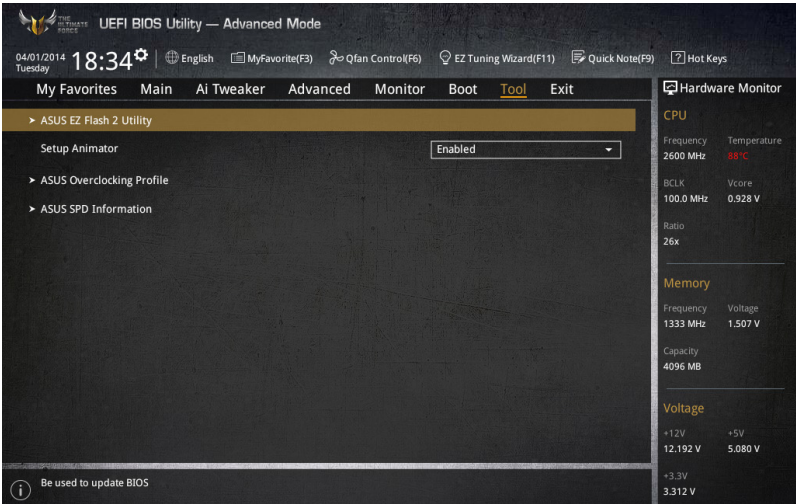 THE ULTIMATE FORCE
UEFI BIOS Utility — Advanced Mode
04/01/2014 Tuesday 18:34 English MyFavorite(F3) Qfan Control(F6) EZ Tuning Wizard(F11) Quick Note(F9) ? Hot Keys
My Favorites Main Ai Tweaker Advanced Monitor Boot Tool Exit
> ASUS EZ Flash 2 Utility
Setup Animator Enabled
> ASUS Overclocking Profile
> ASUS SPD Information
Be used to update BIOS
Hardware Monitor
CPU
Frequency Temperature
2600 MHz 88°C
BCLK Vcore
100.0 MHz 0.928 V
Ratio
26x
Memory
Frequency Voltage
1333 MHz 1.507 V
Capacity
4096 MB
Voltage
+12V +5V
12.192 V 5.080 V
+3.3V
3.312 V